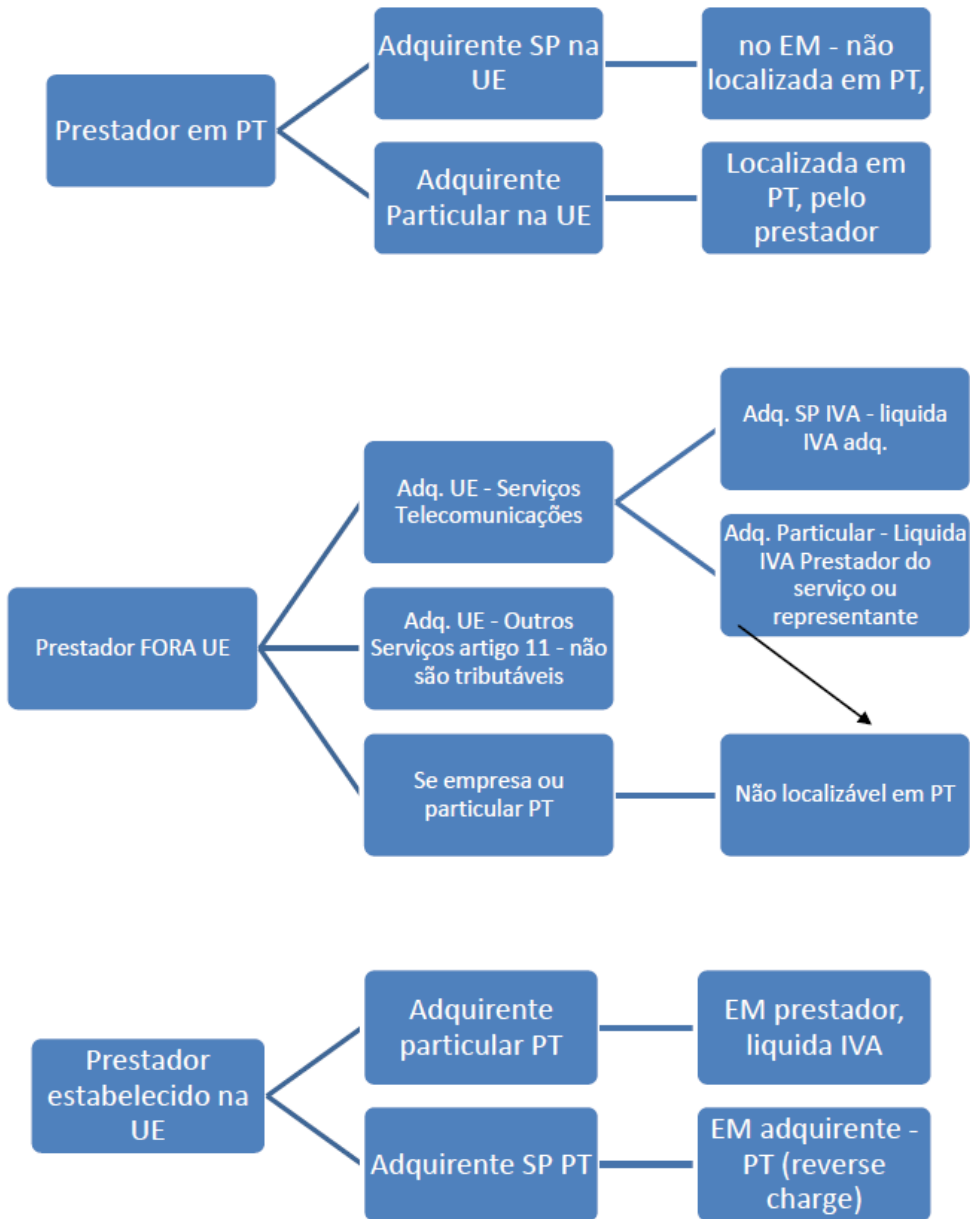 Prestador em PT
Adquirente SP na
UE
no EM - não
localizada em PT,
Adquirente
Particular na UE
Localizada em
PT, pelo
prestador
Prestador FORA UE
Adq. UE - Serviços
Telecomunicações
Adq. SP IVA - liquida
IVA adq.
Adq. Particular - Liquida
IVA Prestador do
serviço ou
representante
Adq. UE - Outros
Serviços artigo 11 - não
são tributáveis
Se empresa ou
particular PT
Não localizável em PT
Prestador
estabelecido na
UE
Adquirente
particular PT
EM prestador,
liquida IVA
Adquirente SP PT
EM adquirente -
PT (reverse
charge)